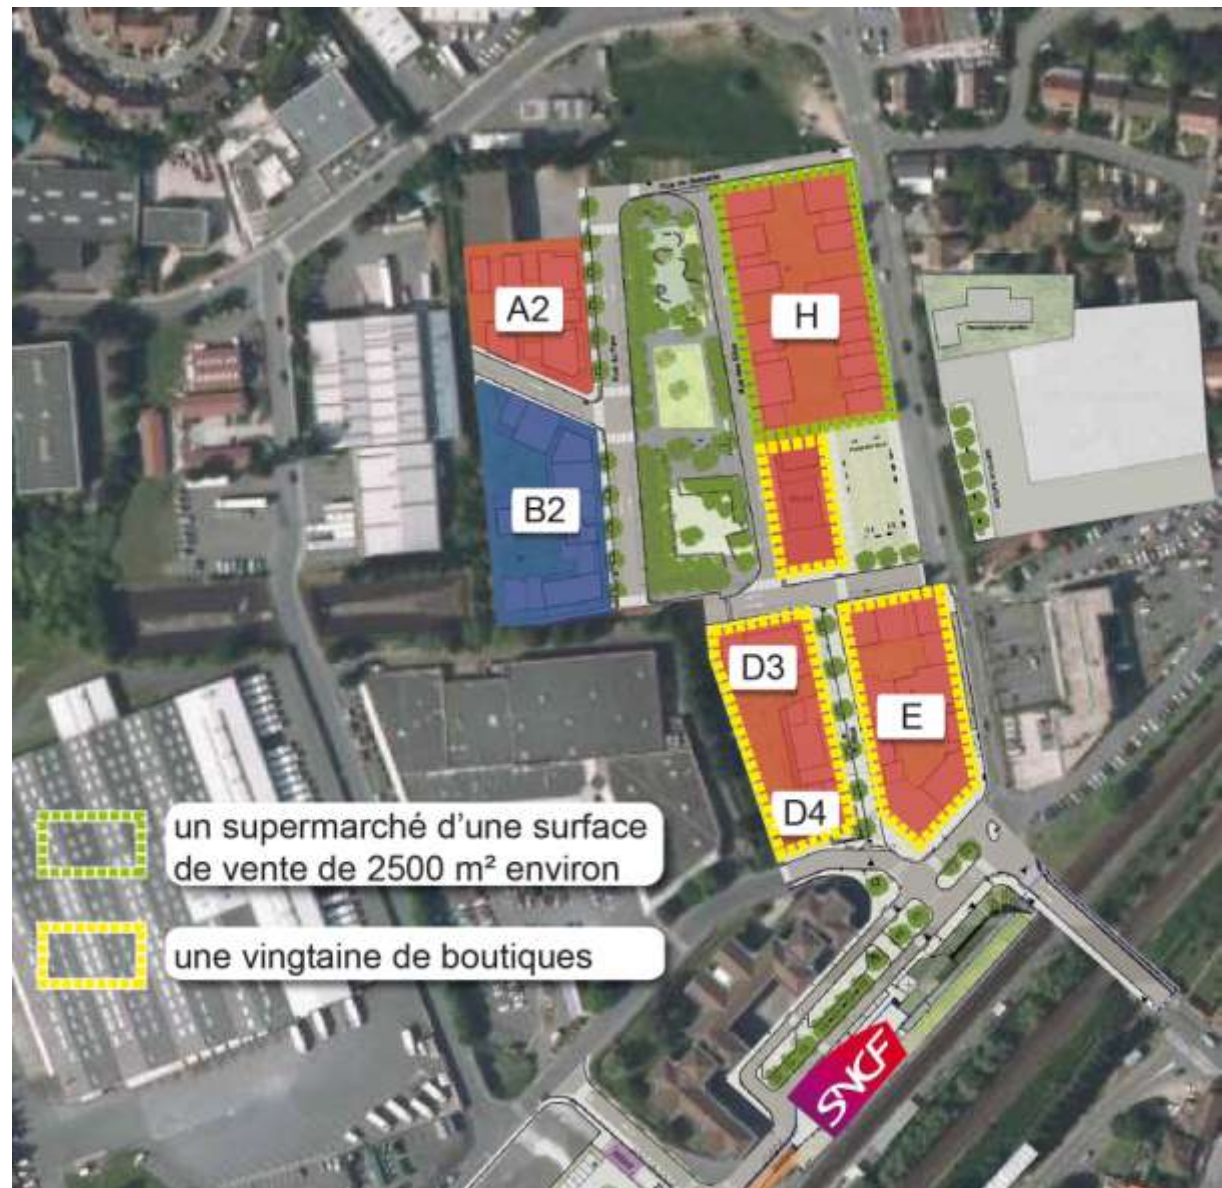 A2
H
B2
D3
E
D4
un supermarché d'une surface
de vente de 2500 m² environ
une vingtaine de boutiques
SNCF